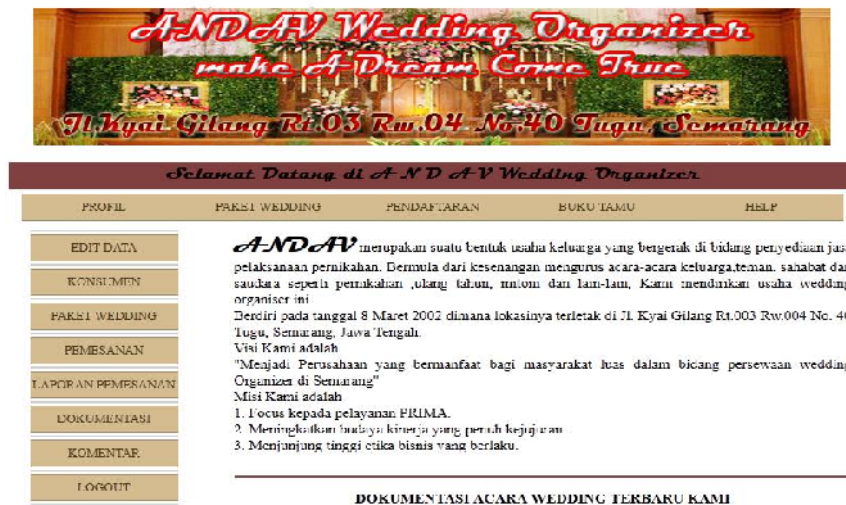 ANDAV Wedding Organizer
make A Dream Come True
Jl.Kyai Gilang Rt.03 Rw.04 No.40 Tugu, Semarang
Selamat Datang di A N D A V Wedding Organizer
PROFIL PAKET WEDDING PENDAFTARAN BUKU TAMU HELP
EDIT DATA
KONSUMEN
PAKET WEDDING
PEMESANAN
LAPORAN PEMESANAN
DOKUMENTASI
KOMENTAR
LOGOUT
ANDAV merupakan suatu bentuk usaha keluarga yang bergerak di bidang penyediaan jas
pelaksanaan pernikahan. Bermula dari kesenangan mengurus acara-acara keluarga,teman, sahabat dan
saudara seperti pernikahan ,ulang tahun, dan lain-lain, Kami mendirikan usaha wedding
organiser ini
Berdiri pada tanggal 8 Maret 2002 dimana lokasinya terletak di Jl. Kyai Gilang Rt.003 Rw.004 No. 40
Tugu, Semarang, Jawa Tengah.
Visi Kami adalah
"Menjadi Perusahaan yang bermanfaat bagi masyarakat luas dalam bidang persewaan wedding
Organizer di Semarang"
Misi Kami adalah
1. Focus kepada pelayanan PRIMA.
2. Meningkatkan budaya kinerja yang penuh kejujuran
3. Menjunjung tinggi etika bisnis yang berlaku.
DOKUMENTASI ACARA WEDDING TERBARU KAMI